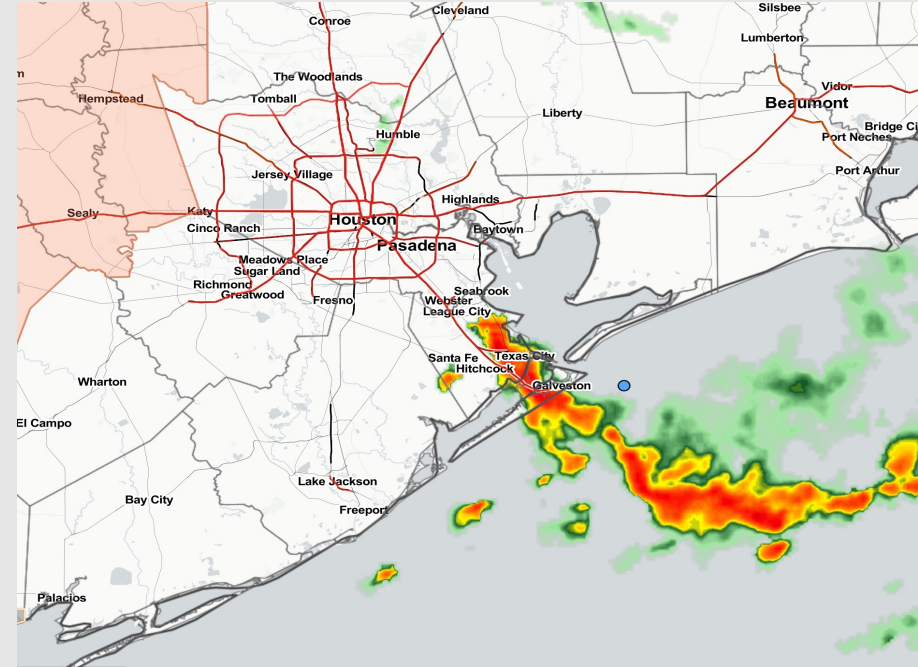 Cleveland
Silsbee
Conroe
Lumberton
The Woodlands
Hempstead
Tomball
Vidor
Beaumont
Liberty
Bridge Ci
Humble
Port Neches
Jersey Village
Port Arthur
Highlands
Sealy
Katy
Houston
Cinco Ranch
Baytown
Pasadena
Meadows Place
Sugar Land
Richmond
Seabrook
Greatwood
Fresno
Webster
League City
Texas City
Santa Fe
Hitchcock
Wharton
Galveston
El Campo
Lake Jackson
Bay City
Freeport
Palacios